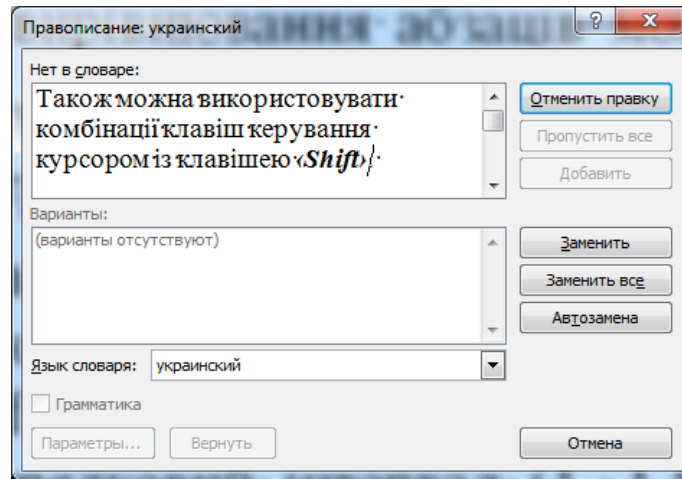 Правописание: украинский
Нет в словаре:
Також можна використовувати
комбінації клавіш керування
курсором із клавішею ‹Shift›.
Отменить правку
Пропустить все
Добавить
Варианты:
(варианты отсутствуют)
Заменить
Заменить все
Автозамена
Язык словаря: украинский
Грамматика
Параметры...
Вернуть
Отмена